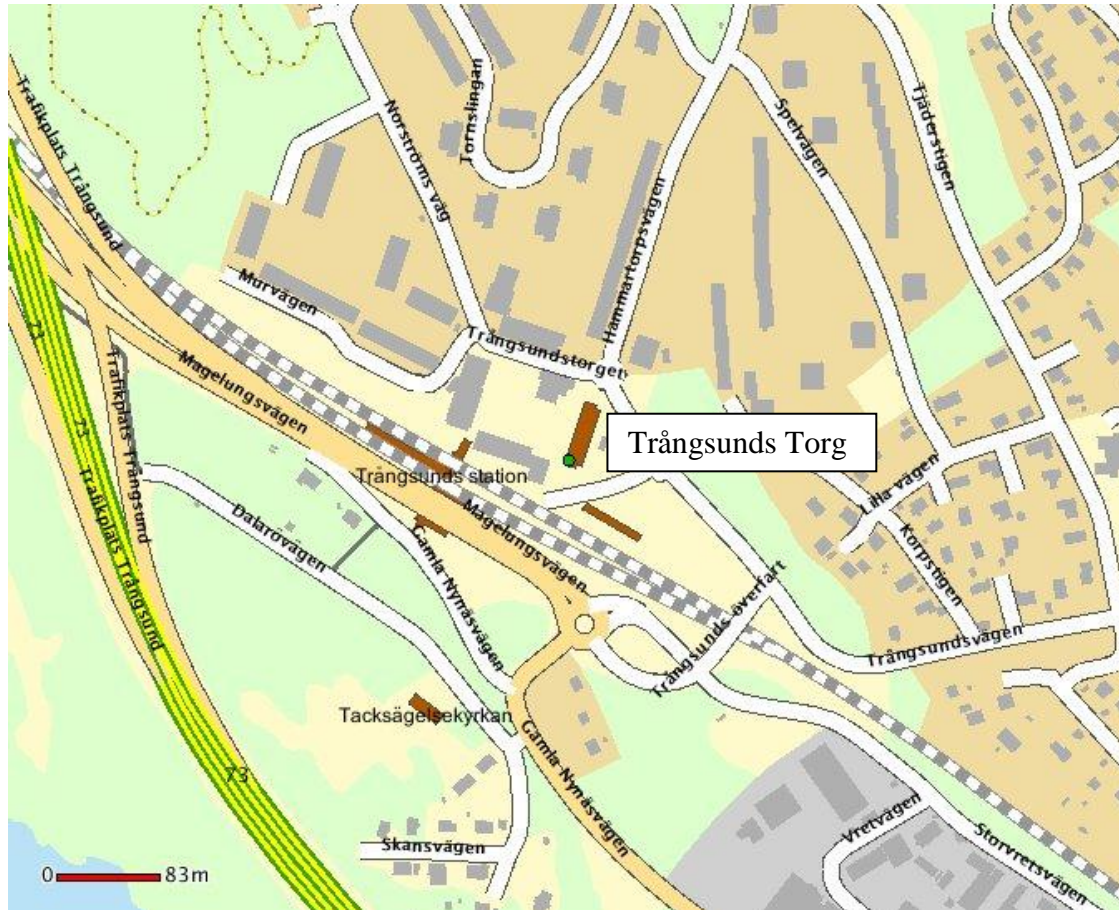 Trafikplats Trångsund
Norströms väg
Tornslingan
Spelvägen
Tjäderstigen
Hammartorpsvägen
Murvägen
Trångsundstorget
73
Trafikplats Trångsund
Magelungsvägen
Trångsunds Torg
73
Trångsunds station
Lilla vägen
Trafikplats Trångsund
Dalarövägen
Gamla Nynäsvägen
Magelungsvägen
Korpstigen
Trångsunds överfart
Trångsundsvägen
Tacksägelsekyrkan
73
Gamla Nynäsvägen
Skansvägen
Vretvägen
Storvretsvägen
0 83m